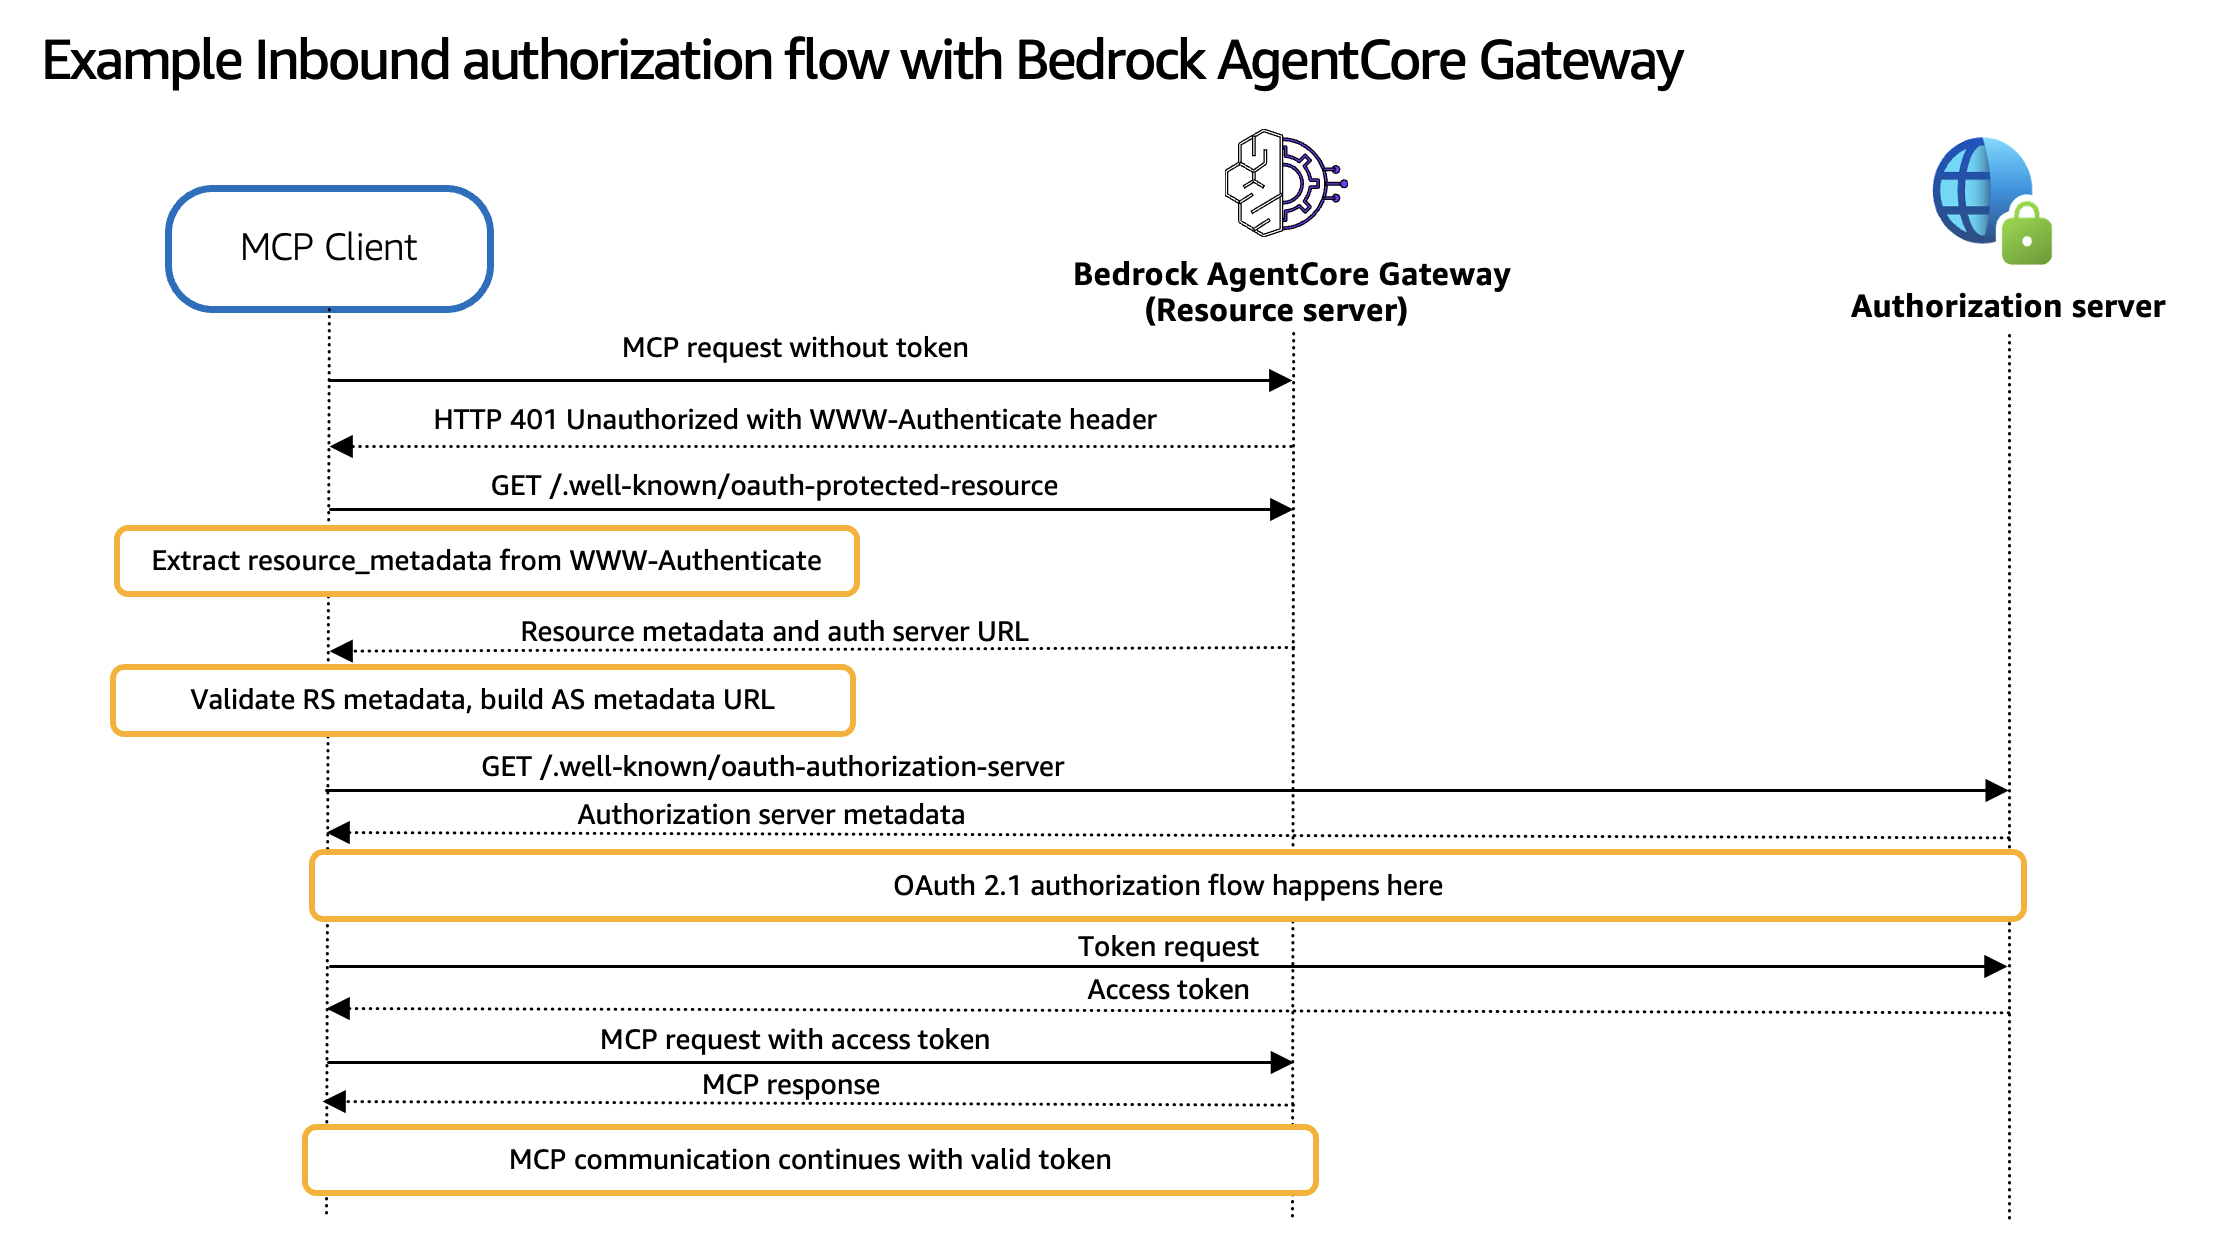 Example Inbound authorization flow with Bedrock AgentCore Gateway
MCP Client
Bedrock AgentCore Gateway
(Resource server)
Authorization server
MCP request without token
HTTP 401 Unauthorized with WWW-Authenticate header
GET /.well-known/oauth-protected-resource
Extract resource_metadata from WWW-Authenticate
Resource metadata and auth server URL
Validate RS metadata, build AS metadata URL
GET /.well-known/oauth-authorization-server
Authorization server metadata
OAuth 2.1 authorization flow happens here
Token request
Access token
MCP request with access token
MCP response
MCP communication continues with valid token